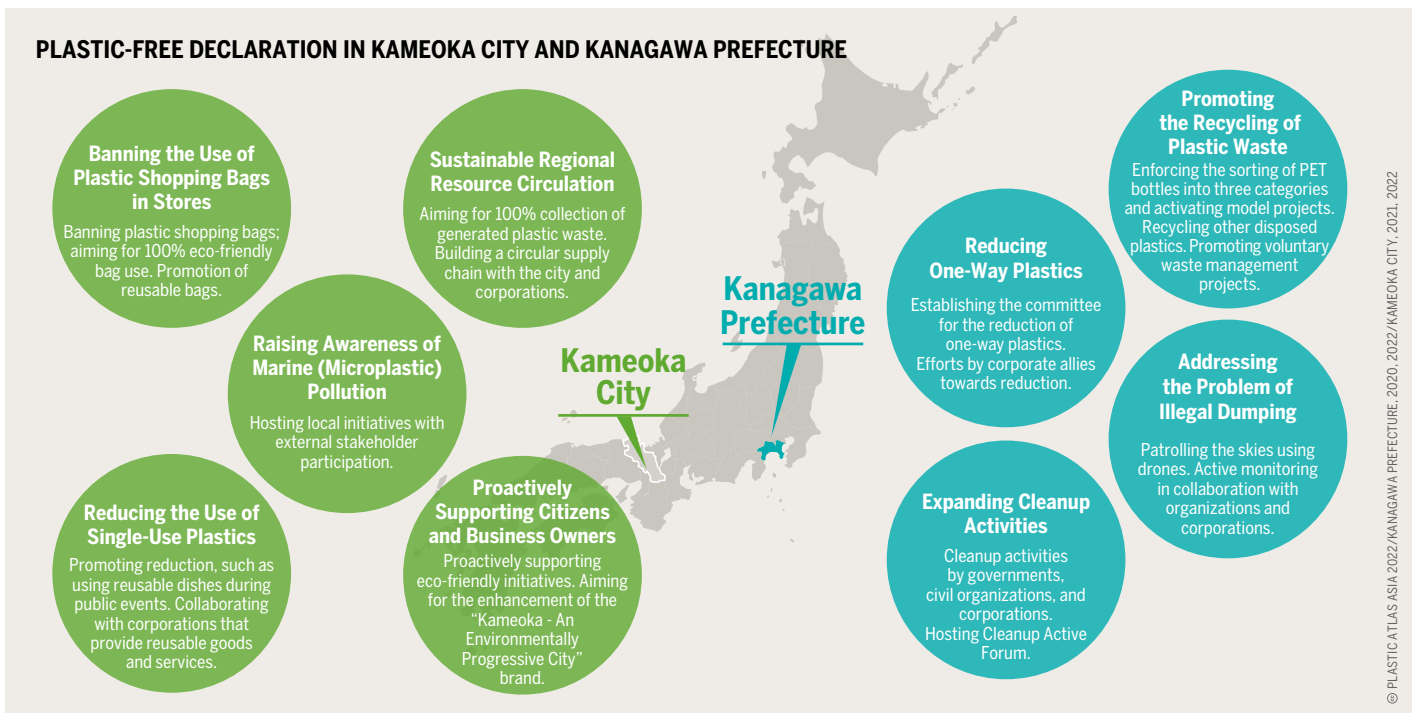 PLASTIC-FREE DECLARATION IN KAMEOKA CITY AND KANAGAWA PREFECTURE
Banning the Use of
Plastic Shopping Bags
in Stores
Banning plastic shopping bags;
aiming for 100% eco-friendly
bag use. Promotion of
reusable bags.
Sustainable Regional
Resource Circulation
Aiming for 100% collection of
generated plastic waste.
Building a circular supply
chain with the city and
corporations.
Raising Awareness of
Marine (Microplastic)
Pollution
Hosting local initiatives with
external stakeholder
participation.
Reducing the Use of
Single-Use Plastics
Promoting reduction, such as
using reusable dishes during
public events. Collaborating
with corporations that
provide reusable goods
and services.
Proactively
Supporting Citizens
and Business Owners
Proactively supporting
eco-friendly initiatives. Aiming
for the enhancement of the
“Kameoka - An
Environmentally
Progressive City”
brand.
Kameoka
City
Kanagawa
Prefecture
Promoting
the Recycling of
Plastic Waste
Enforcing the sorting of PET
bottles into three categories
and activating model projects.
Recycling other disposed
plastics. Promoting voluntary
waste management
projects.
Reducing
One-Way Plastics
Establishing the committee
for the reduction of
one-way plastics.
Efforts by corporate allies
towards reduction.
Addressing
the Problem of
Illegal Dumping
Patrolling the skies using
drones. Active monitoring
in collaboration with
organizations and
corporations.
Expanding Cleanup
Activities
Cleanup activities
by governments,
civil organizations, and
corporations.
Hosting Cleanup Active
Forum.
© PLASTIC ATLAS ASIA 2022/KANAGAWA PREFECTURE, 2020, 2022/KAMEOKA CITY, 2021, 2022